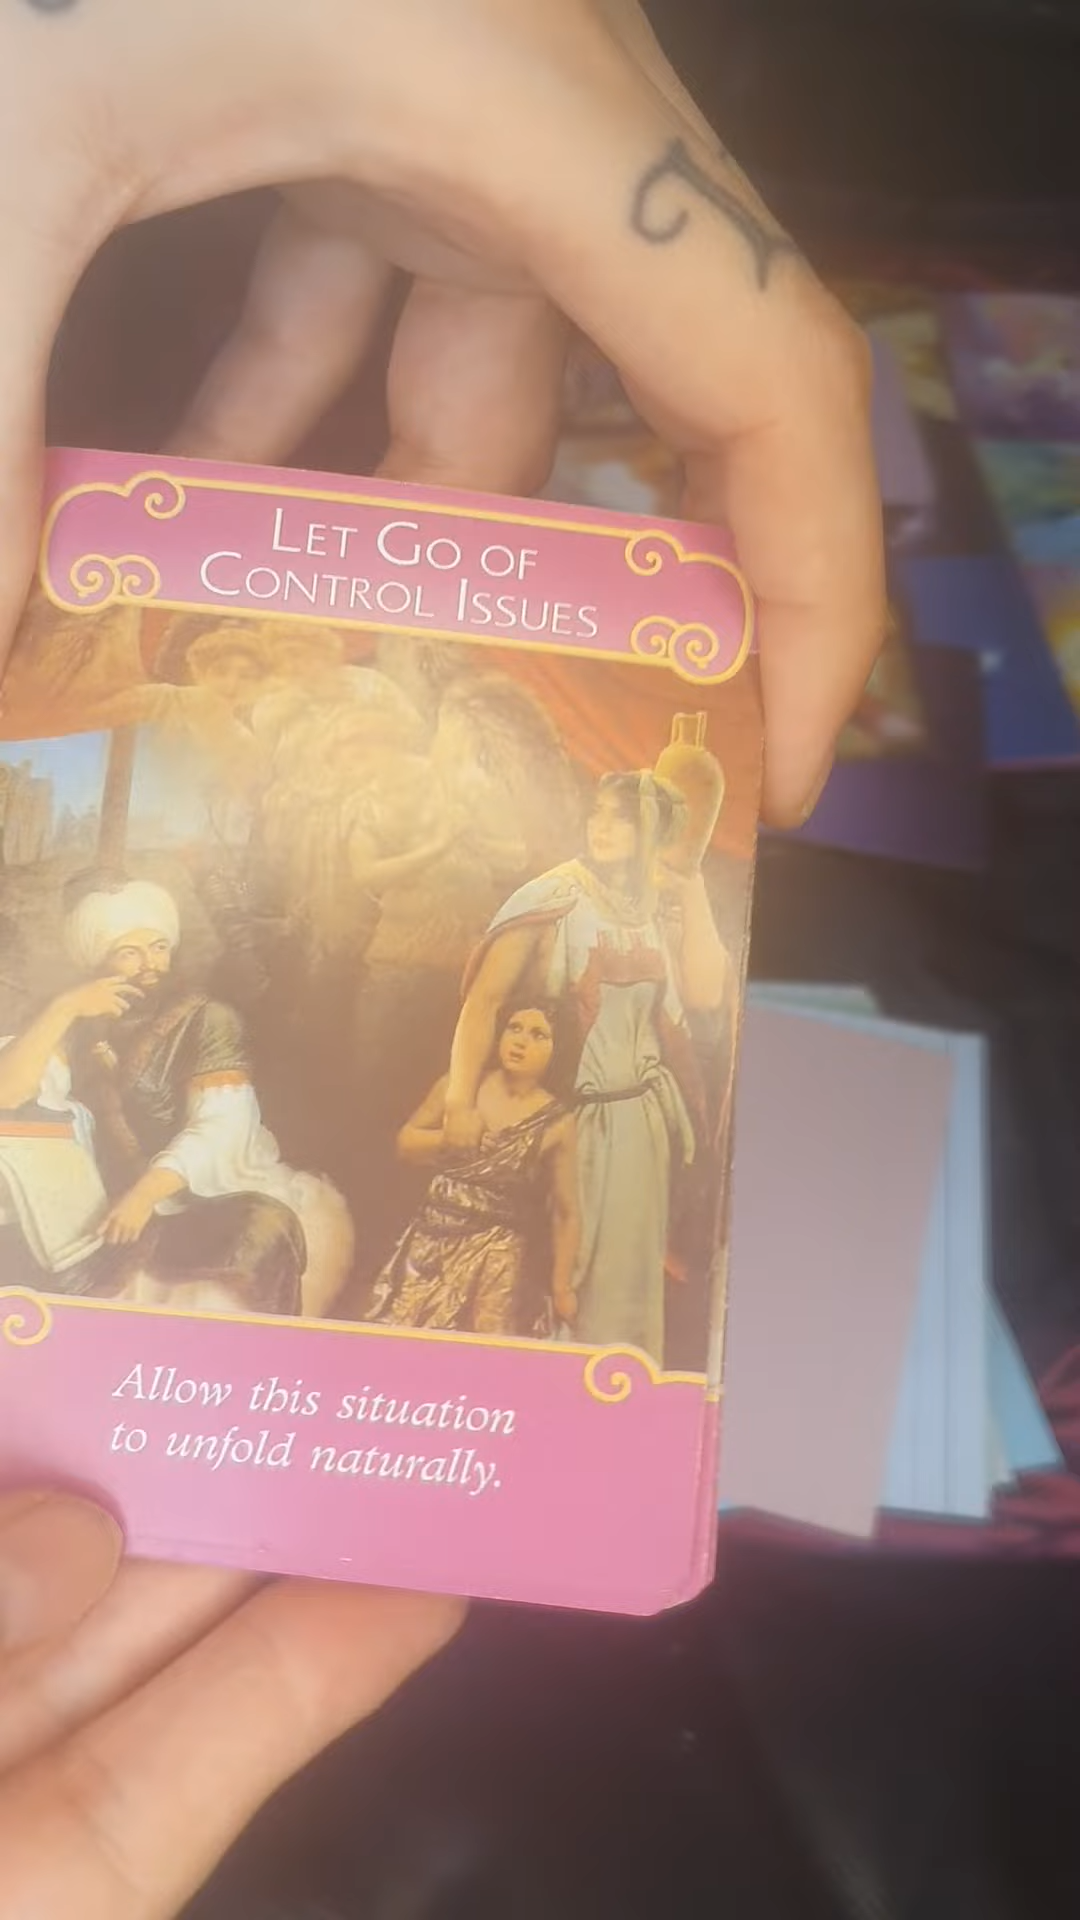 LET GO OF
CONTROL ISSUES
Allow this situation
to unfold naturally.